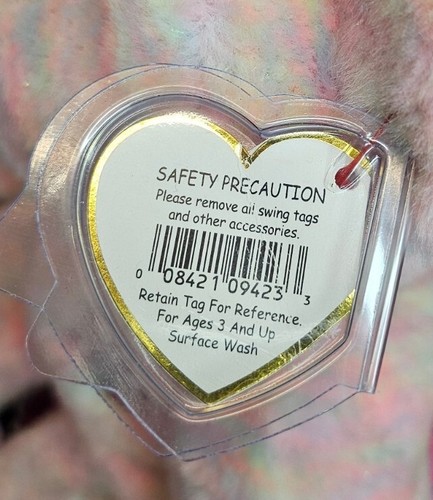 SAFETY PRECAUTION
Please remove all swing tags
and other accessories.
0 08421 09423 3
Retain Tag For Reference.
For Ages 3 And Up
Surface Wash